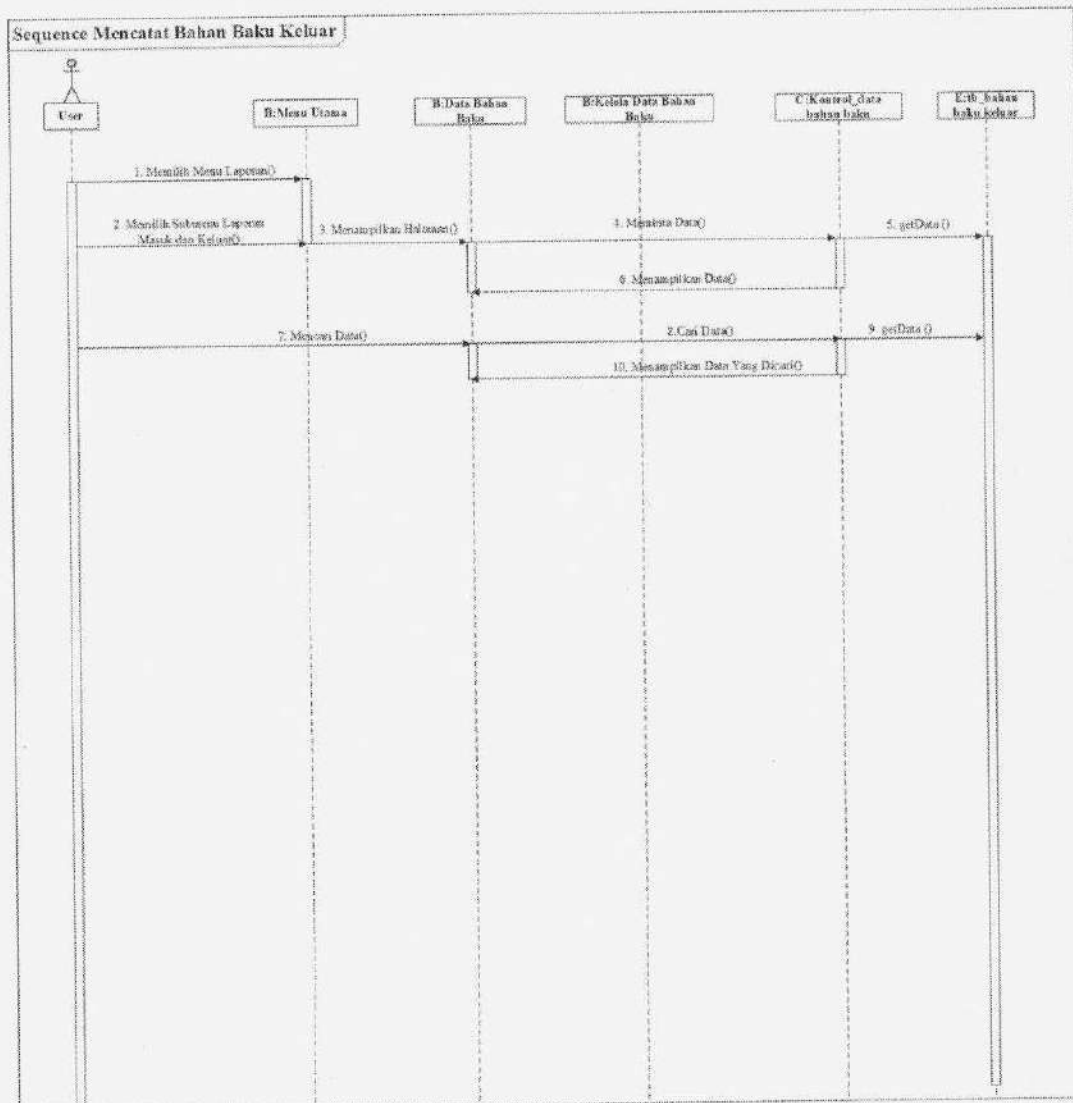 Sequence Mencatat Bahan Baku Keluar
User
B:Menu Utama
B:Data Bahan
Baku
B:Kelola Data Bahan
Baku
C:Kontrol_data
bahan baku
E:tb_bahan
baku keluar
1. Memilih Menu Laporan()
2. Memilih Submenu Laporan
Masuk dan Keluar()
3. Menampilkan Halaman()
4. Meminta Data()
5. getData ()
6. Menampilkan Data()
7. Mencari Data()
8.Cari Data()
9. getData ()
10. Menampilkan Data Yang Dicari()